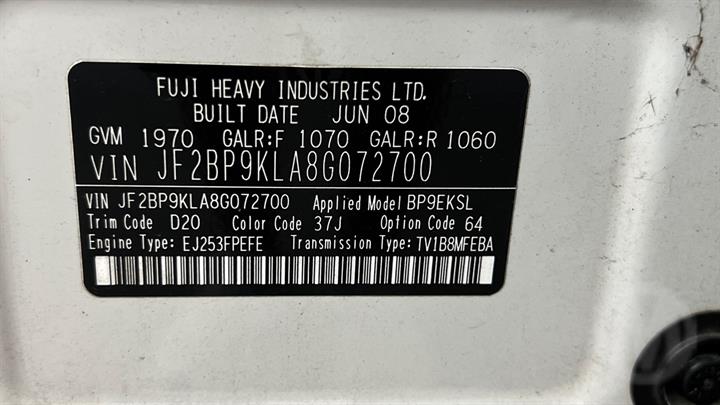 FUJI HEAVY INDUSTRIES LTD.
BUILT DATE JUN 08
GVM 1970 GALR:F 1070 GALR:R 1060
VIN JF2BP9KLA8G072700
VIN JF2BP9KLA8G072700 Applied Model BP9EKSL
Trim Code D20 Color Code 37J Option Code 64
Engine Type: EJ253FPEFE Transmission Type: TV1B8MFEBA